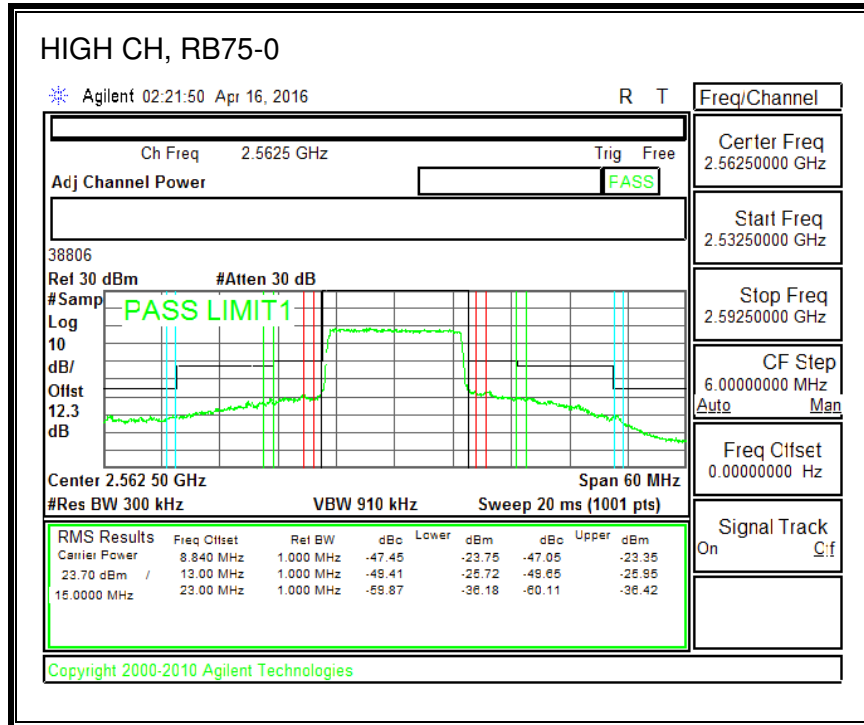 HIGH CH, RB75-0
Agilent 02:21:50 Apr 16, 2016 R T
Freq/Channel
Ch Freq 2.5625 GHz Trig Free
Adj Channel Power PASS
Center Freq
2.56250000 GHz
Start Freq
2.53250000 GHz
Stop Freq
2.59250000 GHz
CF Step
6.00000000 MHz
Auto Man
Freq Offset
0.00000000 Hz
Signal Track
On Off
38806
Ref 30 dBm #Atten 30 dB
#Samp
Log
10
dB/
Offst
12.3
dB
PASS LIMIT1
Center 2.562 50 GHz Span 60 MHz
#Res BW 300 kHz VBW 910 kHz Sweep 20 ms (1001 pts)
RMS Results Freq Offset Ref BW dBc Lower dBm dBc Upper dBm
Carrier Power 8.840 MHz 1.000 MHz -47.45 -23.75 -47.05 -23.35
23.70 dBm / 13.00 MHz 1.000 MHz -49.41 -25.72 -49.65 -25.95
15.0000 MHz 23.00 MHz 1.000 MHz -59.87 -36.18 -60.11 -36.42
Copyright 2000-2010 Agilent Technologies